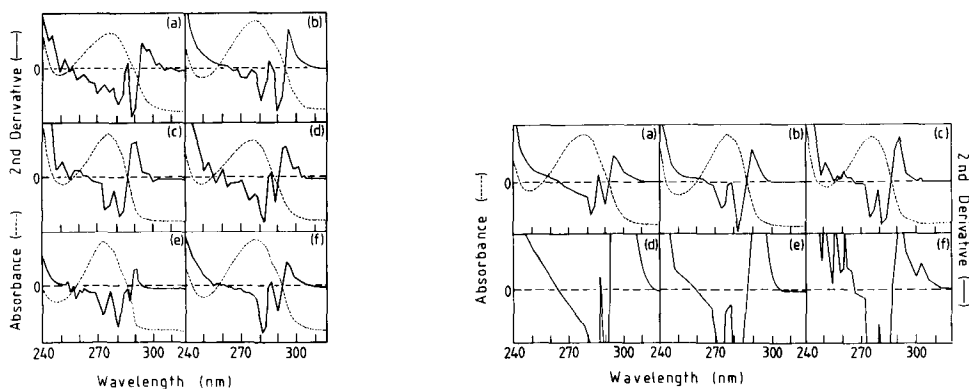 (a) (b)
0
(c) (d)
0
(e) (f)
0
240 270 300 240 270 300
Wavelength (nm)
Absorbance (----) 2nd Derivative (——)
(a) (b) (c)
0
(d) (e) (f)
0
240 270 300 240 270 300 240 270 300
Wavelength (nm)
Absorbance (----)
2nd Derivative (——)